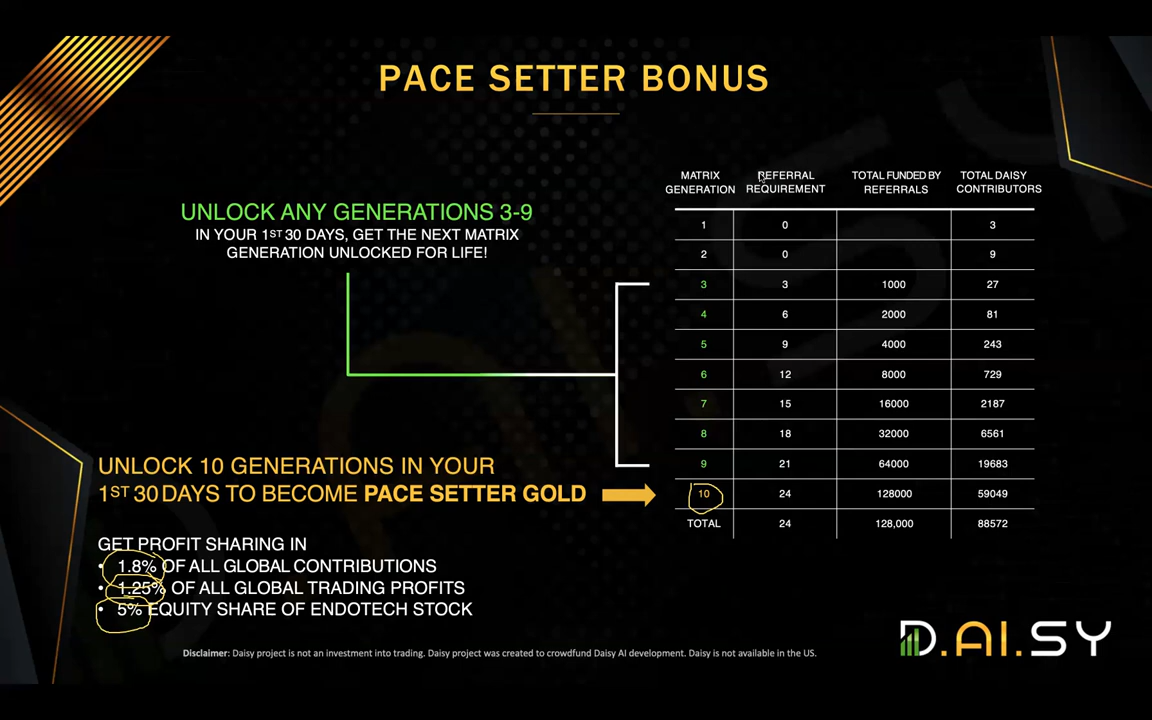 PACE SETTER BONUS
UNLOCK ANY GENERATIONS 3-9
IN YOUR 1ST 30 DAYS, GET THE NEXT MATRIX
GENERATION UNLOCKED FOR LIFE!
UNLOCK 10 GENERATIONS IN YOUR
1ST 30 DAYS TO BECOME PACE SETTER GOLD
GET PROFIT SHARING IN
• 1.8% OF ALL GLOBAL CONTRIBUTIONS
• 1.25% OF ALL GLOBAL TRADING PROFITS
• 5% EQUITY SHARE OF ENDOTECH STOCK
MATRIX GENERATION REFERRAL REQUIREMENT TOTAL FUNDED BY REFERRALS TOTAL DAISY CONTRIBUTORS
1 0 3
2 0 9
3 3 1000 27
4 6 2000 81
5 9 4000 243
6 12 8000 729
7 15 16000 2187
8 18 32000 6561
9 21 64000 19683
10 24 128000 59049
TOTAL 24 128,000 88572
D.AI.SY
Disclaimer: Daisy project is not an investment into trading. Daisy project was created to crowdfund Daisy AI development. Daisy is not available in the US.